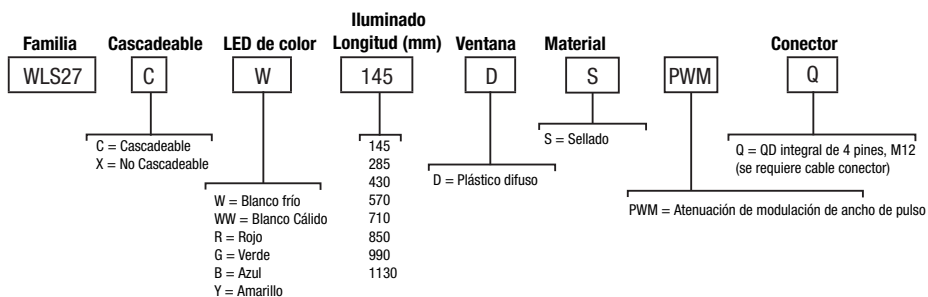 Iluminado
Familia Cascadeable LED de color Longitud (mm) Ventana Material Conector
WLS27 C W 145 D S PWM Q
C = Cascadeable
X = No Cascadeable
W = Blanco frío
WW = Blanco Cálido
R = Rojo
G = Verde
B = Azul
Y = Amarillo
145
285
430
570
710
850
990
1130
D = Plástico difuso
S = Sellado
PWM = Atenuación de modulación de ancho de pulso
Q = QD integral de 4 pines, M12
(se requiere cable conector)